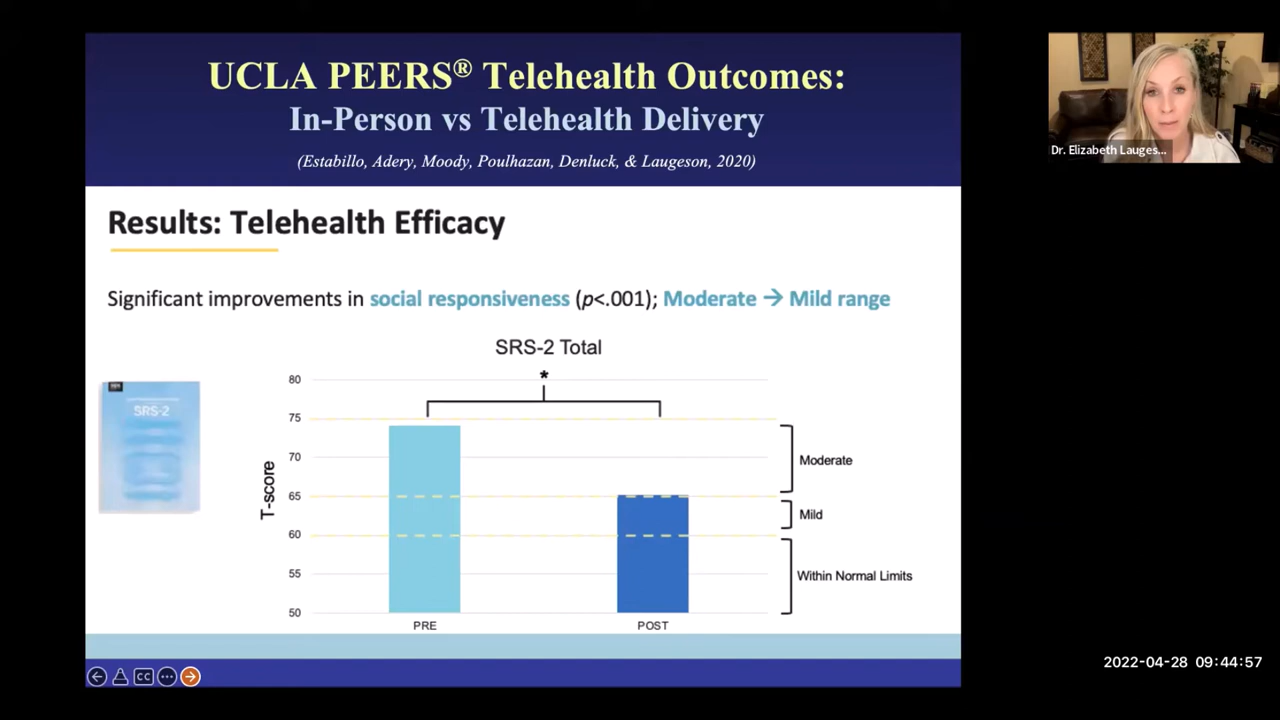 UCLA PEERS® Telehealth Outcomes:
In-Person vs Telehealth Delivery
(Estabillo, Adery, Moody, Poulhazan, Denluck, & Laugeson, 2020)
Dr. Elizabeth Lauges...
Results: Telehealth Efficacy
Significant improvements in social responsiveness (p<.001); Moderate → Mild range
SRS-2 Total
*
SRS-2
T-score
80
75
70
65
60
55
50
Moderate
Mild
Within Normal Limits
PRE
POST
CC
2022-04-28 09:44:57